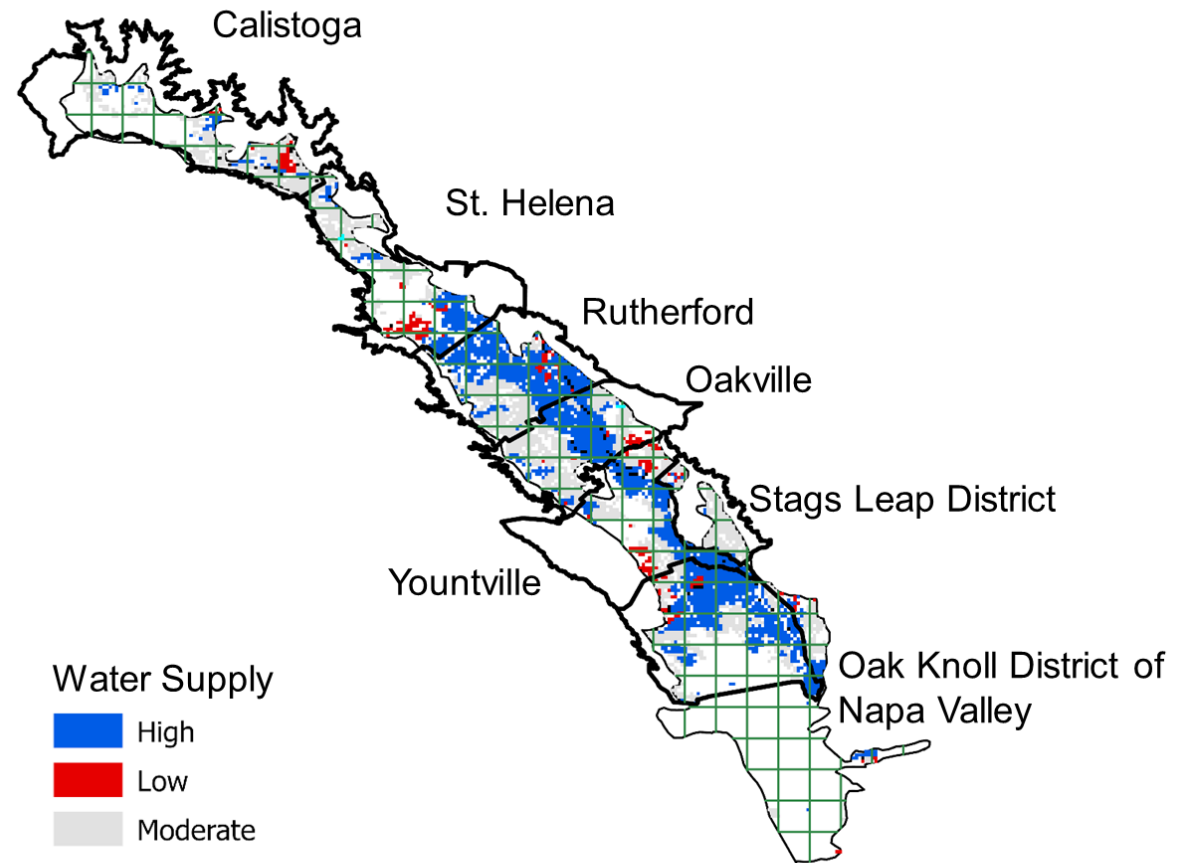 Calistoga
St. Helena
Rutherford
Oakville
Stags Leap District
Yountville
Oak Knoll District of
Napa Valley
Water Supply
High
Low
Moderate